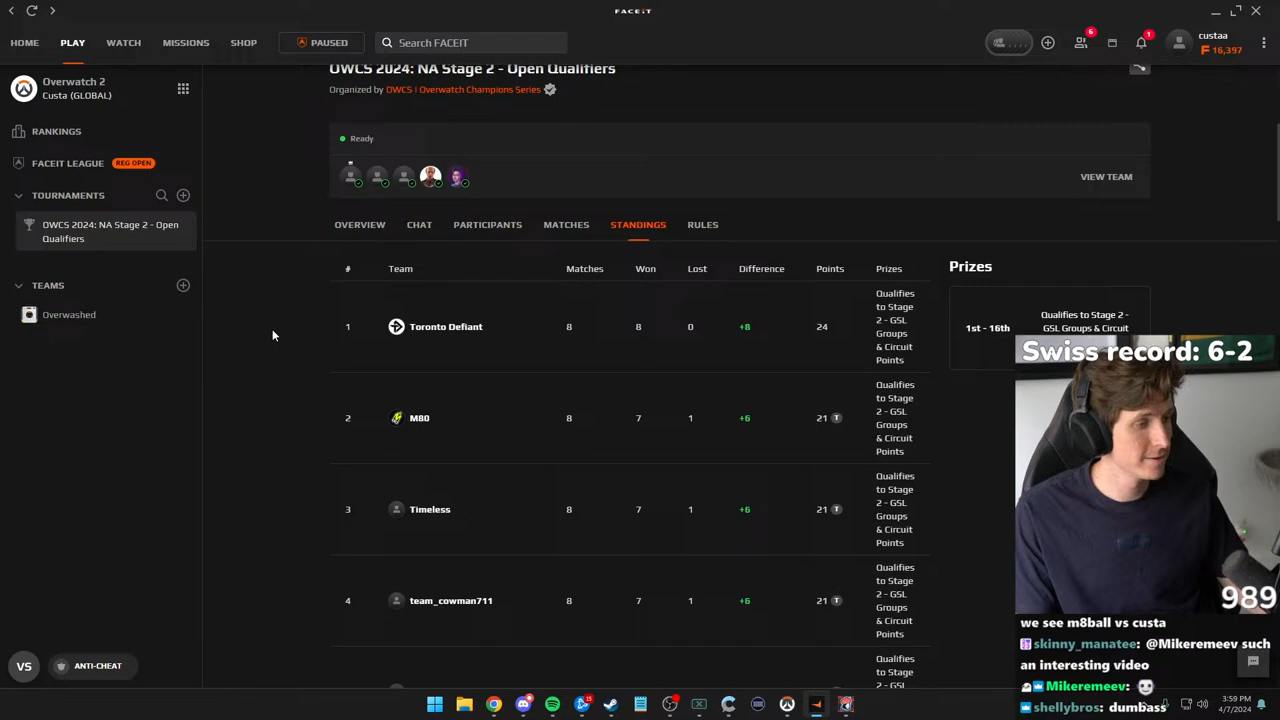 FACEIT
HOME
PLAY
WATCH
MISSIONS
SHOP
PAUSED
Search FACEIT
6
1
custaa
16,397
Overwatch 2
Custa (GLOBAL)
RANKINGS
FACEIT LEAGUE
REG OPEN
TOURNAMENTS
OWCS 2024: NA Stage 2 - Open
Qualifiers
TEAMS
Overwashed
VS
ANTI-CHEAT
OWCS 2024: NA Stage 2 - Open Qualifiers
Organized by OWCS | Overwatch Champions Series
Ready
VIEW TEAM
OVERVIEW
CHAT
PARTICIPANTS
MATCHES
STANDINGS
RULES
# Team Matches Won Lost Difference Points Prizes
1 Toronto Defiant 8 8 0 +8 24
Qualifies
to Stage
2 - GSL
Groups
& Circuit
Points
2 M80 8 7 1 +6 21 T
Qualifies
to Stage
2 - GSL
Groups
& Circuit
Points
3 Timeless 8 7 1 +6 21 T
Qualifies
to Stage
2 - GSL
Groups
& Circuit
Points
4 team_cowman711 8 7 1 +6 21 T
Qualifies
to Stage
2 - GSL
Groups
& Circuit
Points
Qualifies
to Stage
Prizes
1st - 16th
Qualifies to Stage 2 -
GSL Groups & Circuit
Swiss record: 6-2
989
we see m8ball vs custa
skinny_manatee: @Mikeremeev such
an interesting video
Mikeremeev:
shellybros: dumbass
15
3:59 PM
4/7/2024